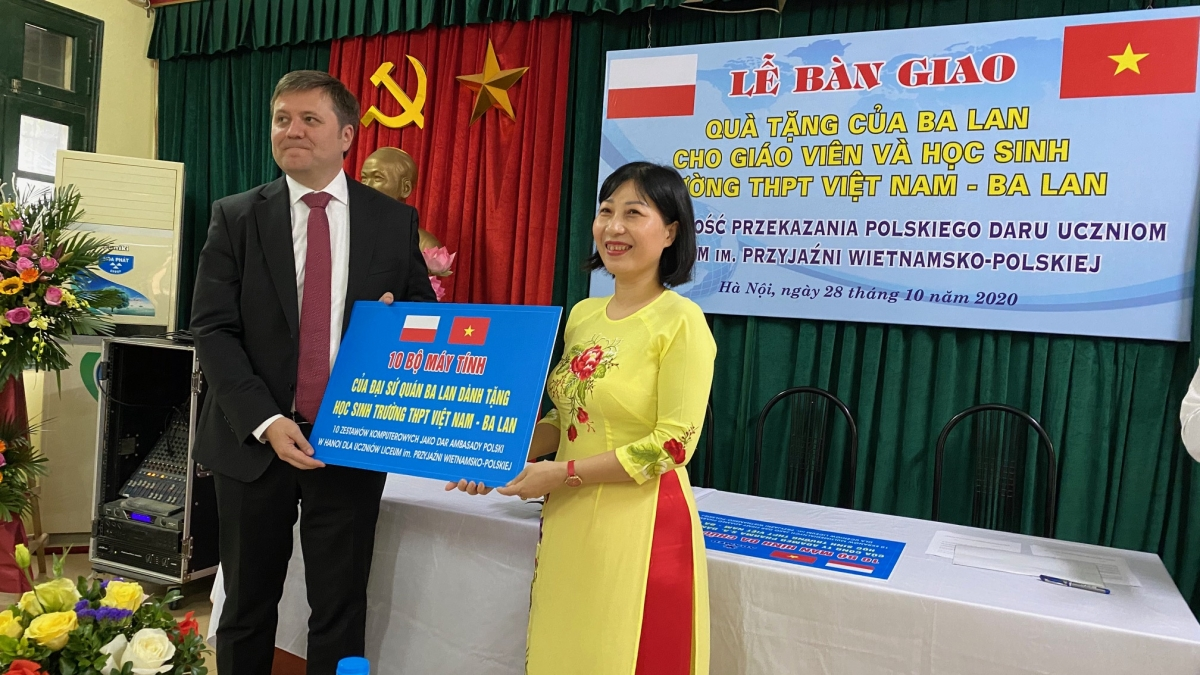 LỄ BÀN GIAO
QUÀ TẶNG CỦA BA LAN
CHO GIÁO VIÊN VÀ HỌC SINH
THPT VIỆT NAM - BA LAN
PRZEKAZANIA POLSKIEGO DARU UCZNIOM
IM. PRZYJAŹNI WIETNAMSKO-POLSKIEJ
Hà Nội, ngày 28 tháng 10 năm 2020
10 BỘ MÁY TÍNH
CỦA ĐẠI SỨ QUÁN BA LAN DÀNH TẶNG
HỌC SINH TRƯỜNG THPT VIỆT NAM - BA LAN
10 ZESTAWÓW KOMPUTEROWYCH JAKO DAR AMBASADY POLSKI
W HANOI DLA UCZNIÓW LICEUM im. PRZYJAŹNI WIETNAMSKO-POLSKIEJ